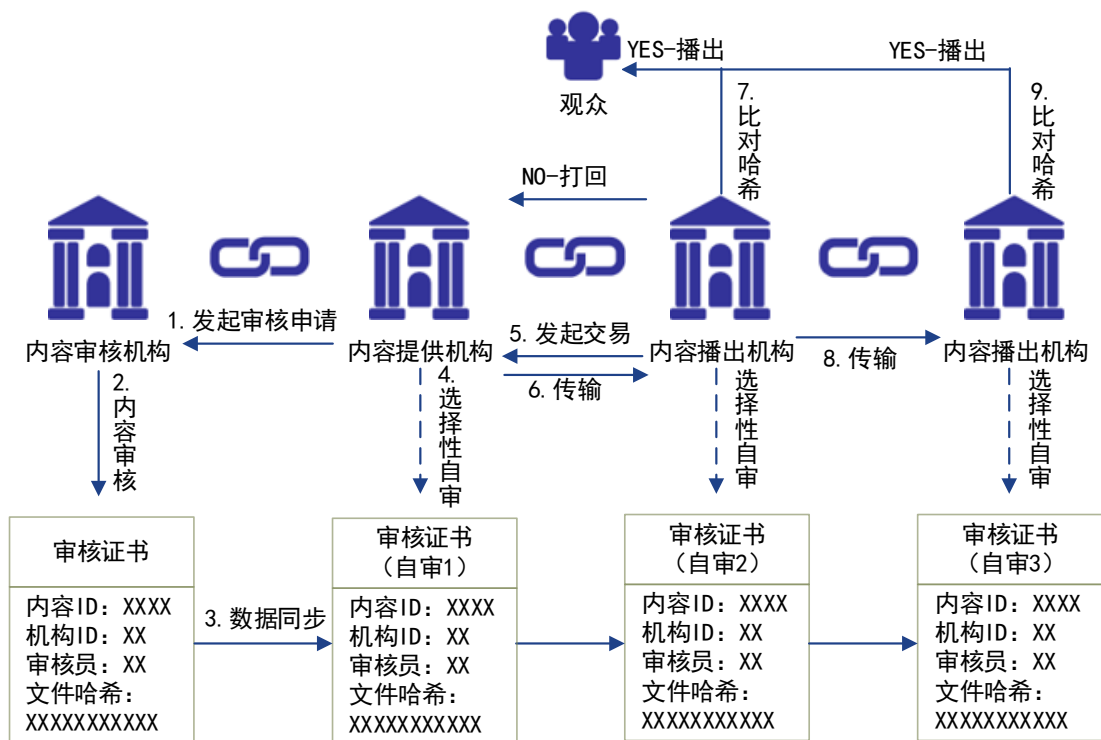 YES-播出
YES-播出
观众
7.比对哈希
9.比对哈希
NO-打回
1.发起审核申请
5.发起交易
8.传输
内容审核机构
内容提供机构
内容播出机构
内容播出机构
6.传输
2.内容审核
4.选择性自审
选择性自审
选择性自审
审核证书
审核证书
（自审1）
审核证书
（自审2）
审核证书
（自审3）
内容ID：XXXX
机构ID：XX
审核员：XX
文件哈希：
XXXXXXXXXXX
3.数据同步
内容ID：XXXX
机构ID：XX
审核员：XX
文件哈希：
XXXXXXXXXXX
内容ID：XXXX
机构ID：XX
审核员：XX
文件哈希：
XXXXXXXXXXX
内容ID：XXXX
机构ID：XX
审核员：XX
文件哈希：
XXXXXXXXXXX